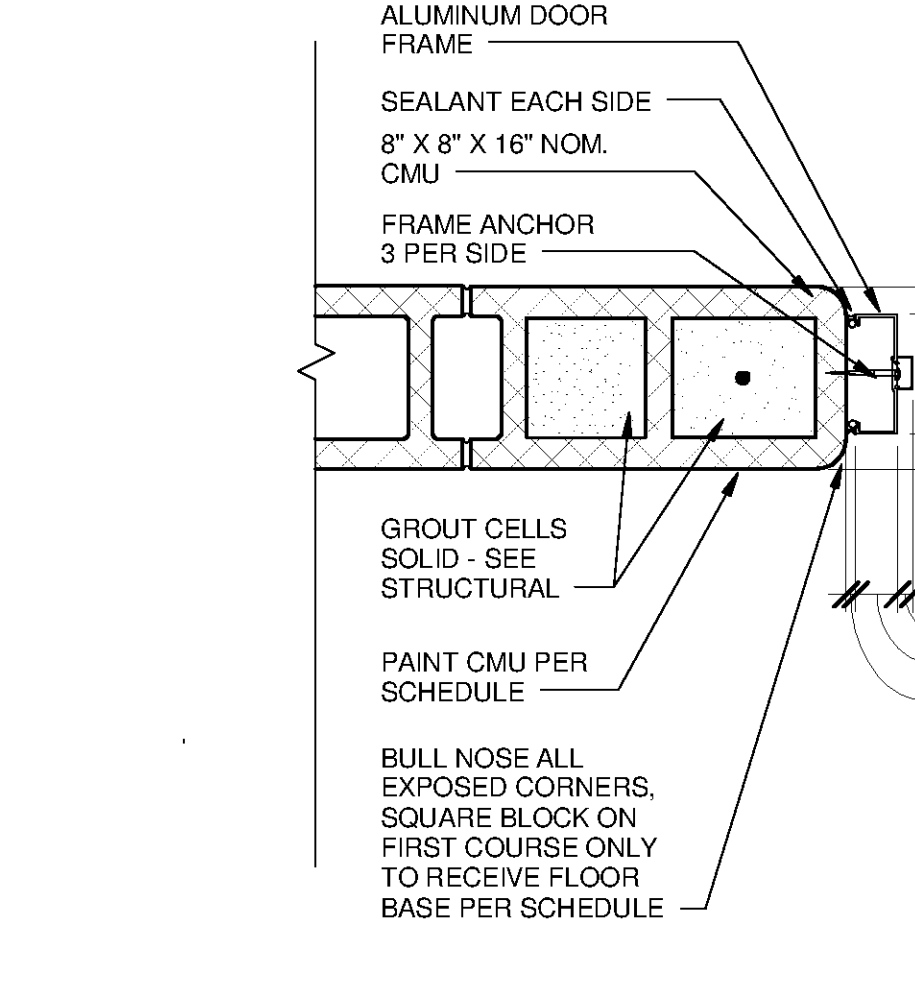 ALUMINUM DOOR
FRAME
SEALANT EACH SIDE
8" X 8" X 16" NOM.
CMU
FRAME ANCHOR
3 PER SIDE
GROUT CELLS
SOLID - SEE
STRUCTURAL
PAINT CMU PER
SCHEDULE
BULL NOSE ALL
EXPOSED CORNERS,
SQUARE BLOCK ON
FIRST COURSE ONLY
TO RECEIVE FLOOR
BASE PER SCHEDULE